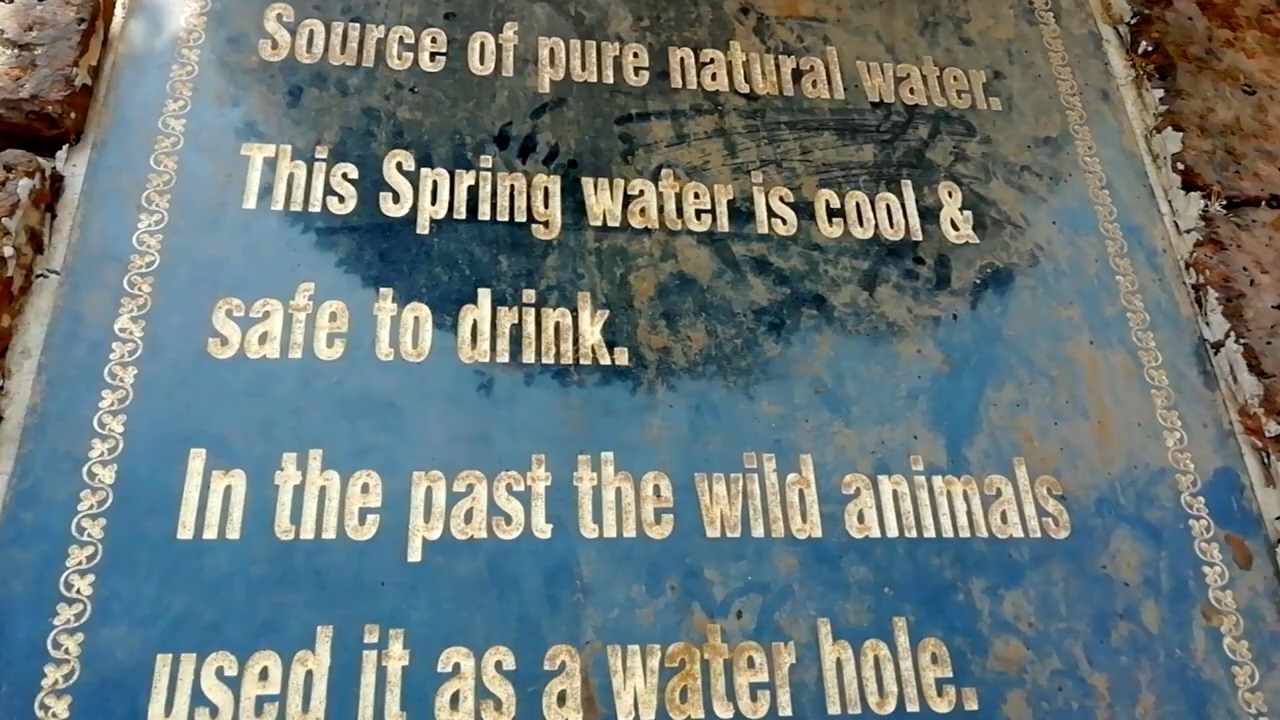 Source of pure natural water.
This Spring water is cool &
safe to drink.
In the past the wild animals
used it as a water hole.